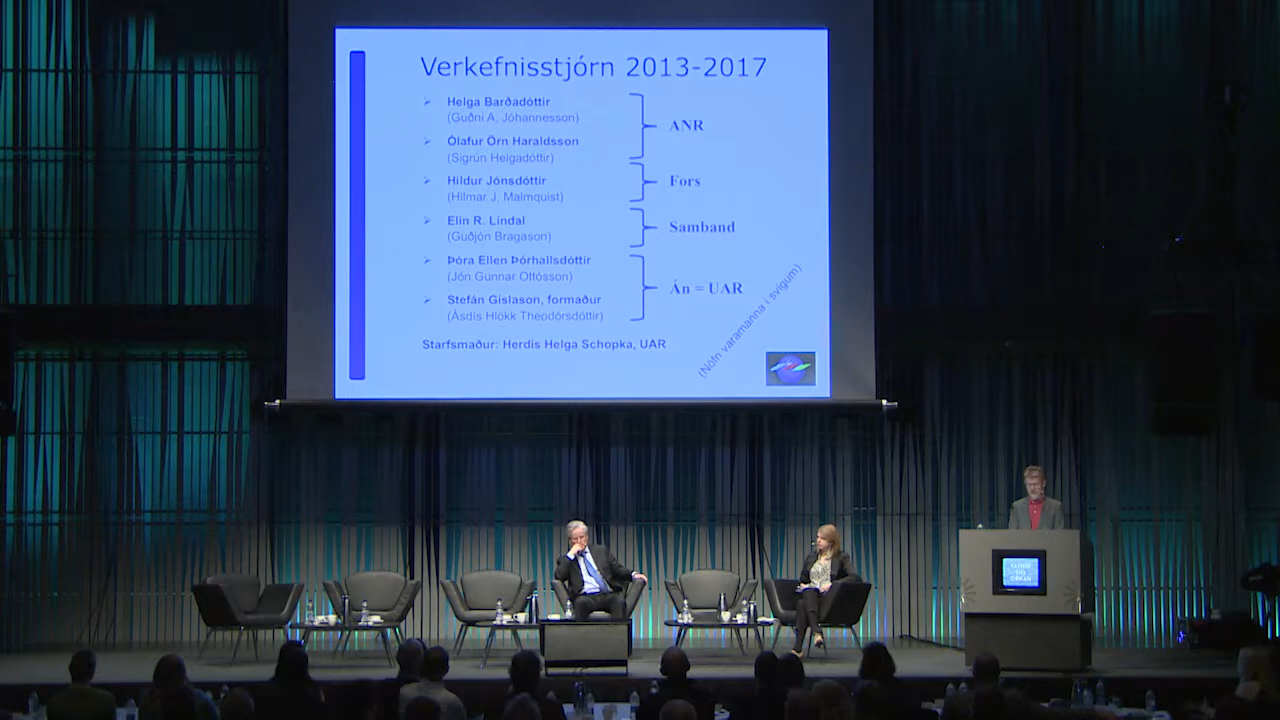 Verkefnisstjórn 2013-2017
Helga Barðadóttir
(Guðni A. Jóhannesson)
ANR
Ólafur Örn Haraldsson
(Sigrún Helgadóttir)
Hildur Jónsdóttir
(Hilmar J. Malmquist)
Fors
Elín R. Líndal
(Guðjón Bragason)
Samband
Þóra Ellen Þórhallsdóttir
(Jón Gunnar Ottósson)
Án = UAR
Stefán Gíslason, formaður
(Ásdís Hlökk Theodórsdóttir)
Starfsmaður: Herdís Helga Schopka, UAR
(Nöfn varamanna í svigum)
OG